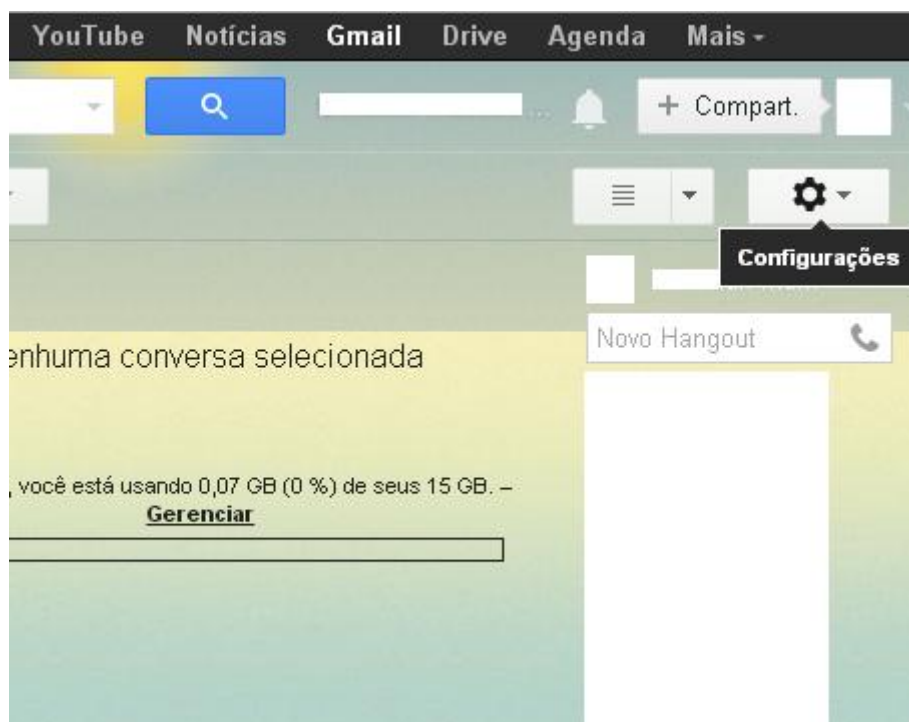 YouTube Notícias Gmail Drive Agenda Mais
+ Compart.
Configurações
Novo Hangout
enhuma conversa selecionada
, você está usando 0,07 GB (0 %) de seus 15 GB. –
Gerenciar